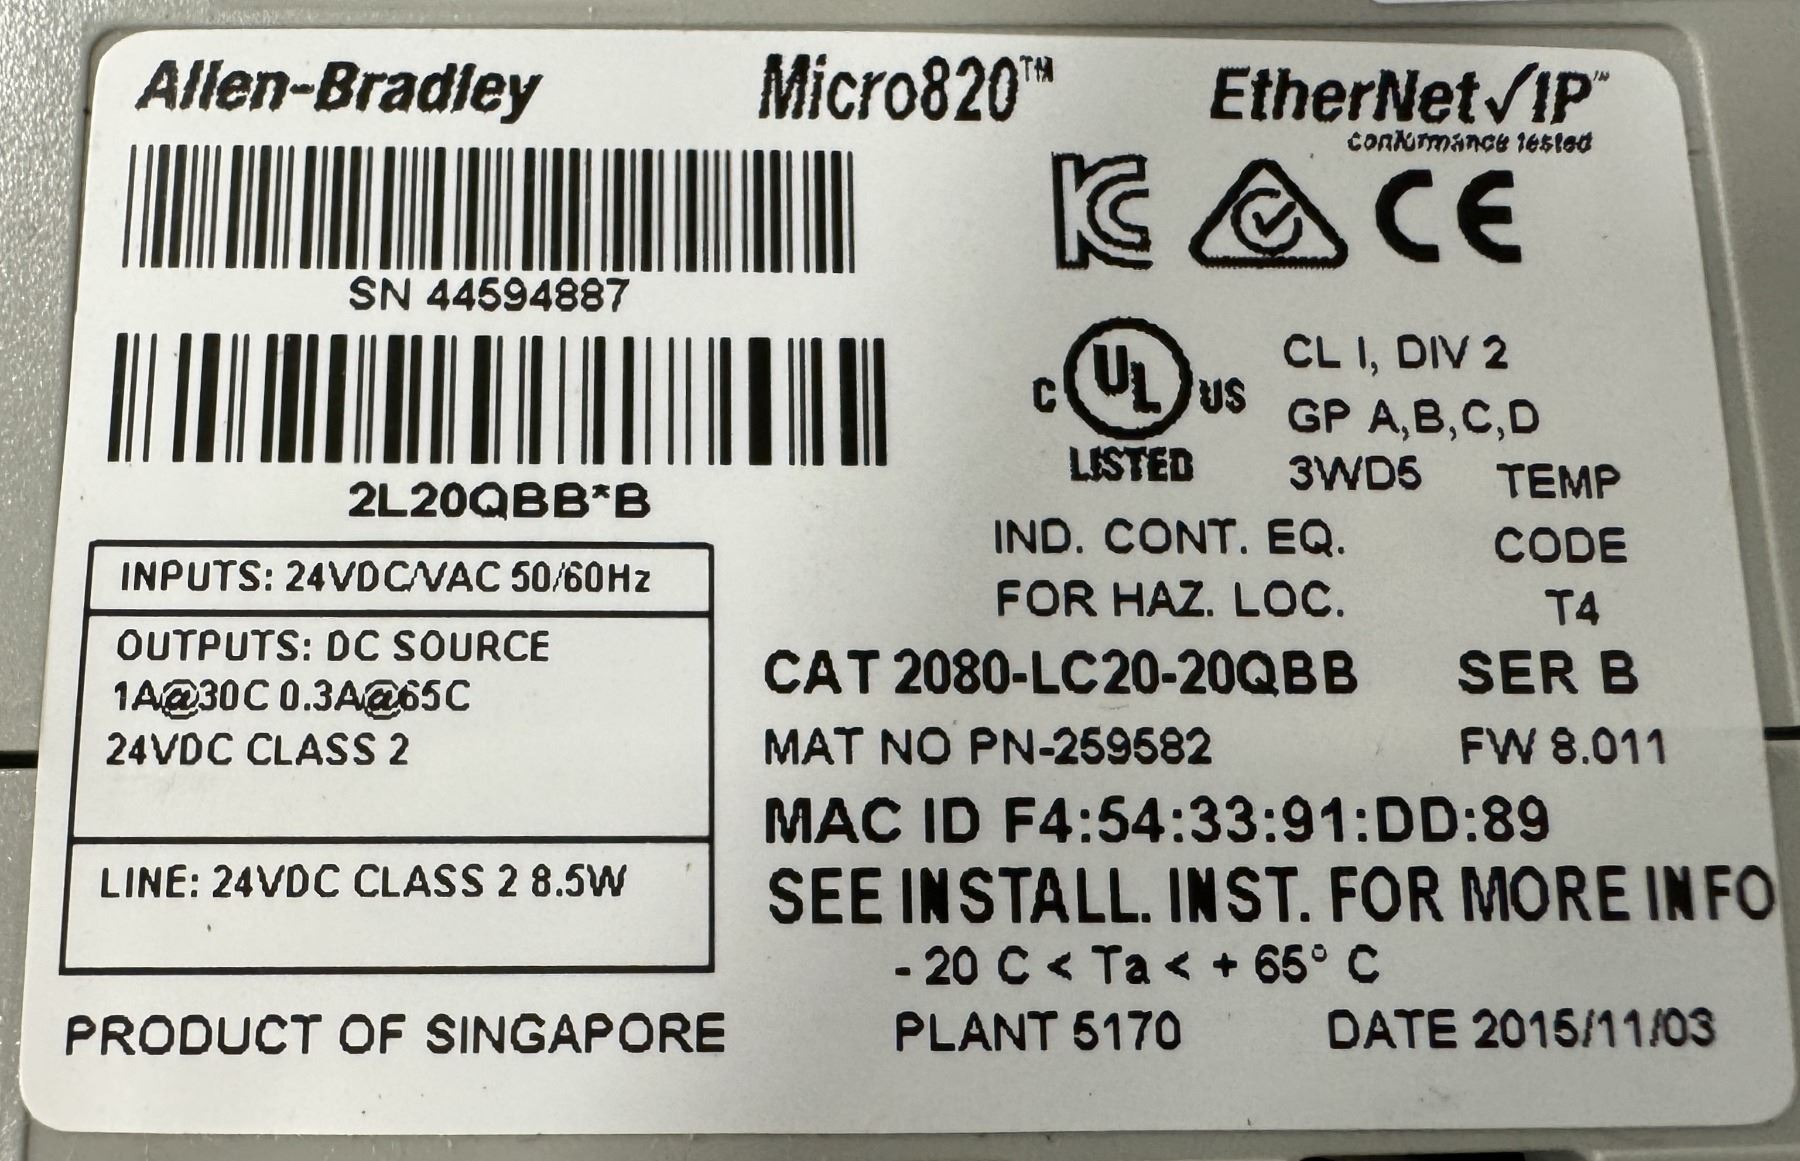 Allen-Bradley
Micro820™
EtherNet/IP™
conformance tested
SN 44594887
2L20QBB*B
C UL US
LISTED
CL I, DIV 2
GP A,B,C,D
3WD5
TEMP
CODE
T4
IND. CONT. EQ.
FOR HAZ. LOC.
INPUTS: 24VDC/VAC 50/60Hz
OUTPUTS: DC SOURCE
1A@30C 0.3A@65C
24VDC CLASS 2
LINE: 24VDC CLASS 2 8.5W
CAT 2080-LC20-20QBB SER B
MAT NO PN-259582 FW 8.011
MAC ID F4:54:33:91:DD:89
SEE INSTALL. INST. FOR MORE INFO
- 20 C < Ta < + 65° C
PRODUCT OF SINGAPORE
PLANT 5170
DATE 2015/11/03